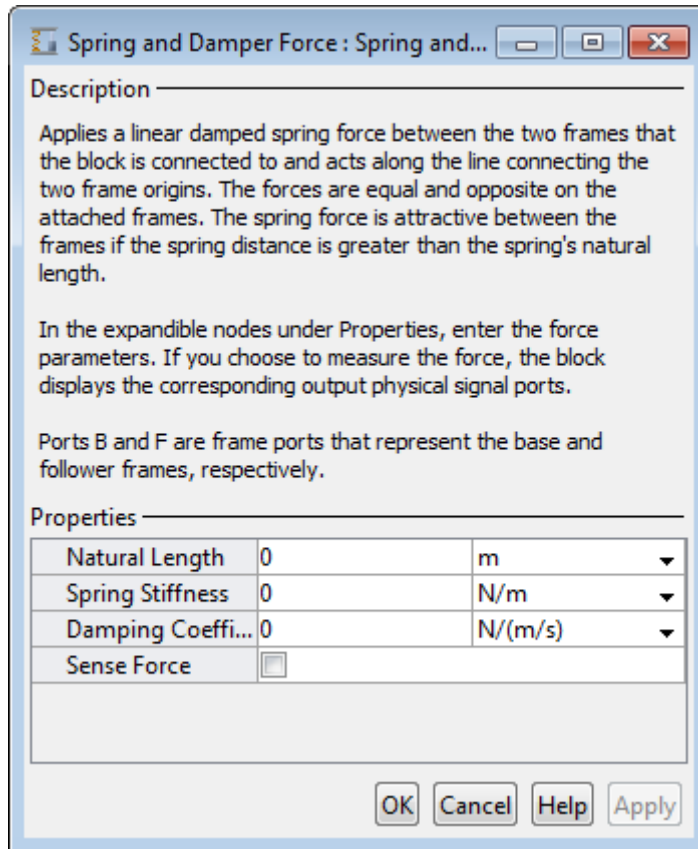 Spring and Damper Force : Spring and...
Description
Applies a linear damped spring force between the two frames that
the block is connected to and acts along the line connecting the
two frame origins. The forces are equal and opposite on the
attached frames. The spring force is attractive between the
frames if the spring distance is greater than the spring's natural
length.
In the expandible nodes under Properties, enter the force
parameters. If you choose to measure the force, the block
displays the corresponding output physical signal ports.
Ports B and F are frame ports that represent the base and
follower frames, respectively.
Properties
Natural Length 0 m
Spring Stiffness 0 N/m
Damping Coeffi... 0 N/(m/s)
Sense Force
OK Cancel Help Apply